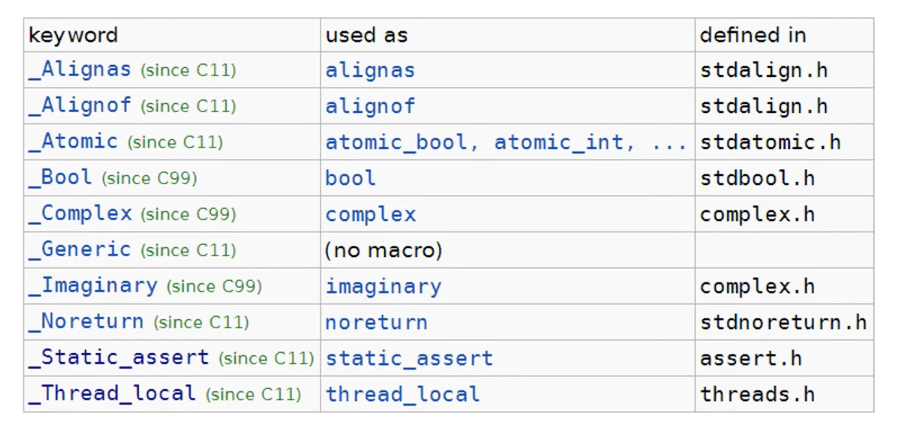 keyword used as defined in
_Alignas (since C11) alignas stdalign.h
_Alignof (since C11) alignof stdalign.h
_Atomic (since C11) atomic_bool, atomic_int, ... stdatomic.h
_Bool (since C99) bool stdbool.h
_Complex (since C99) complex complex.h
_Generic (since C11) (no macro)
_Imaginary (since C99) imaginary complex.h
_Noreturn (since C11) noreturn stdnoreturn.h
_Static_assert (since C11) static_assert assert.h
_Thread_local (since C11) thread_local threads.h